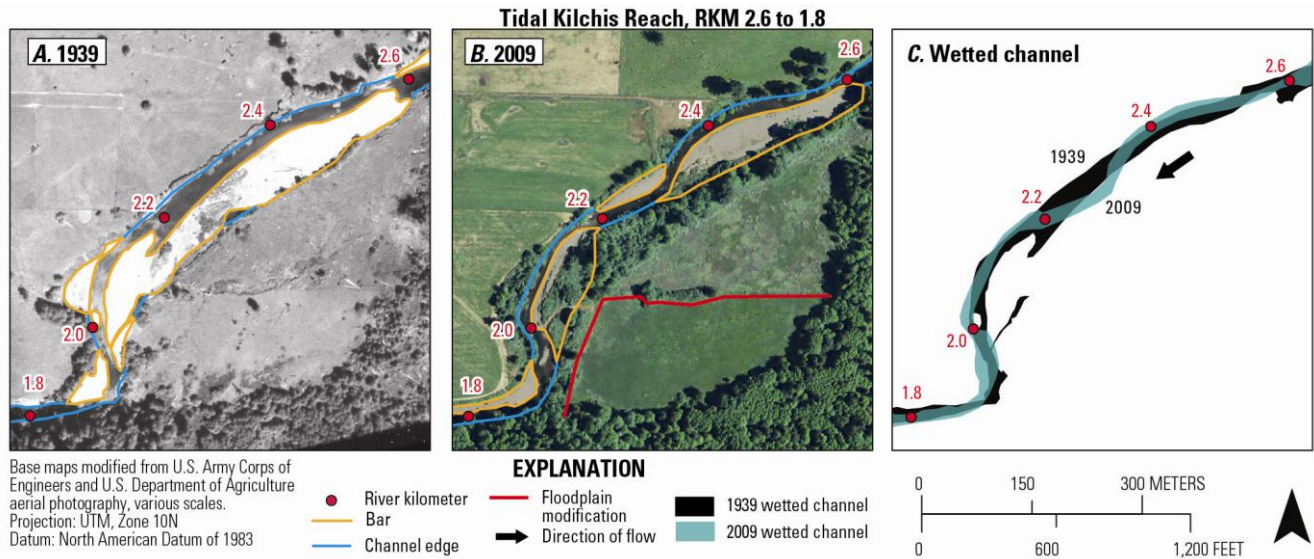 Tidal Kilchis Reach, RKM 2.6 to 1.8
A. 1939
2.6
2.4
2.2
2.0
1.8
B. 2009
2.6
2.4
2.2
2.0
1.8
C. Wetted channel
2.6
2.4
1939
2.2
2009
2.0
1.8
Base maps modified from U.S. Army Corps of
Engineers and U.S. Department of Agriculture
aerial photography, various scales.
Projection: UTM, Zone 10N
Datum: North American Datum of 1983
EXPLANATION
River kilometer
Bar
Channel edge
Floodplain
modification
Direction of flow
1939 wetted channel
2009 wetted channel
0 150 300 METERS
0 600 1,200 FEET